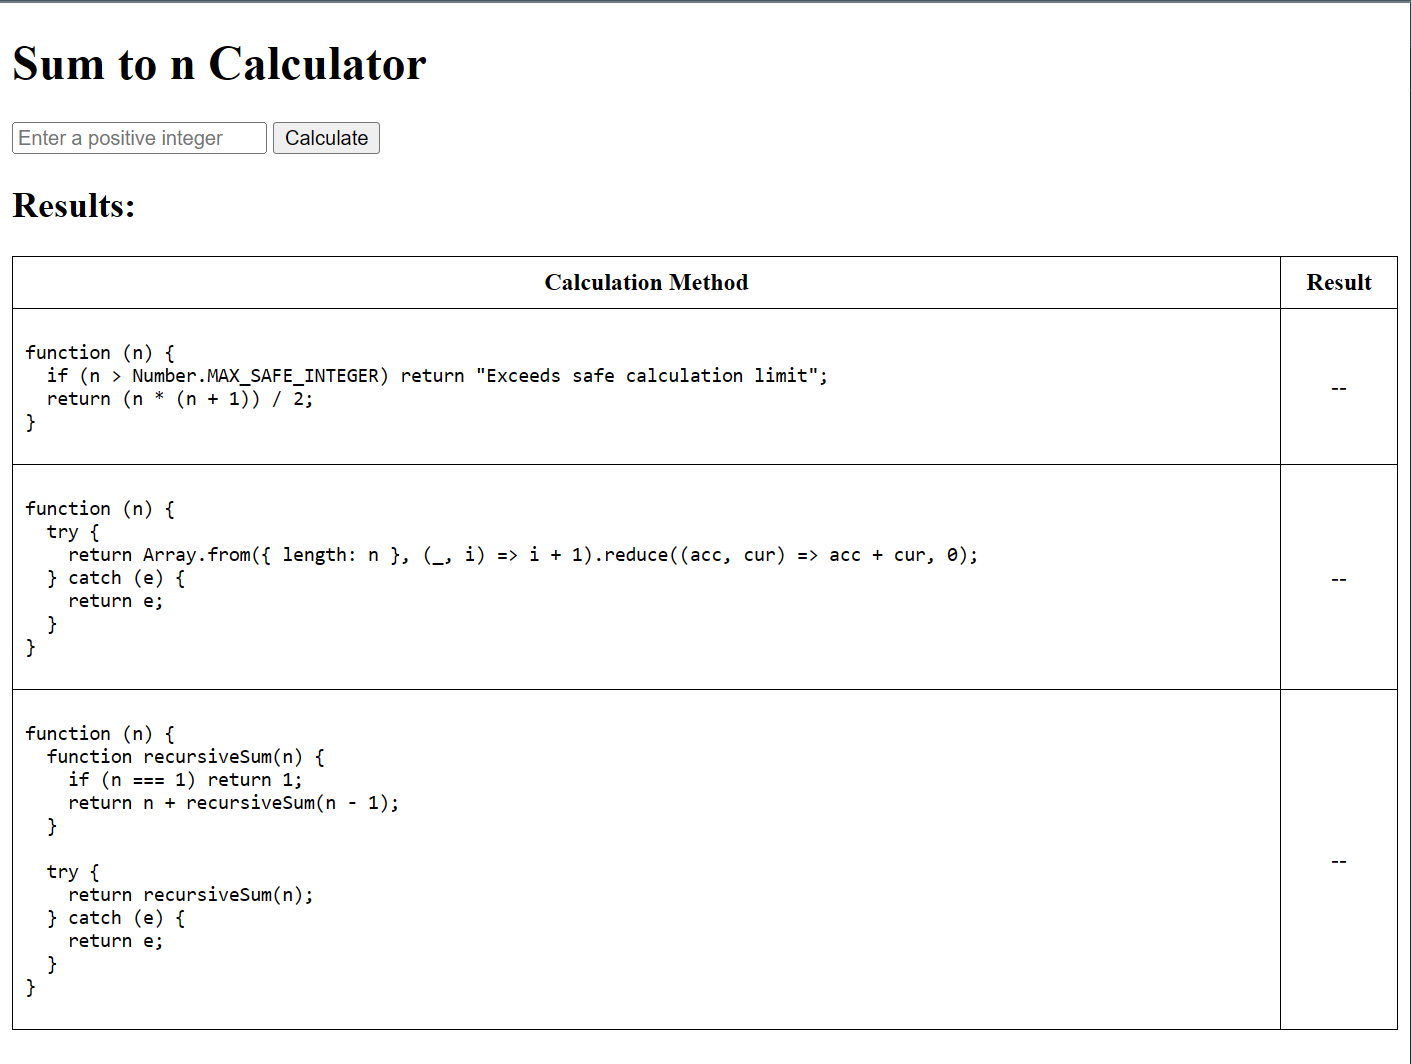 Sum to n Calculator
Enter a positive integer Calculate
Results:
Calculation Method Result
function (n) {
  if (n > Number.MAX_SAFE_INTEGER) return "Exceeds safe calculation limit";
  return (n * (n + 1)) / 2;
}
--
function (n) {
  try {
    return Array.from({ length: n }, (_, i) => i + 1).reduce((acc, cur) => acc + cur, 0);
  } catch (e) {
    return e;
  }
}
--
function (n) {
  function recursiveSum(n) {
    if (n === 1) return 1;
    return n + recursiveSum(n - 1);
  }
  try {
    return recursiveSum(n);
  } catch (e) {
    return e;
  }
}
--